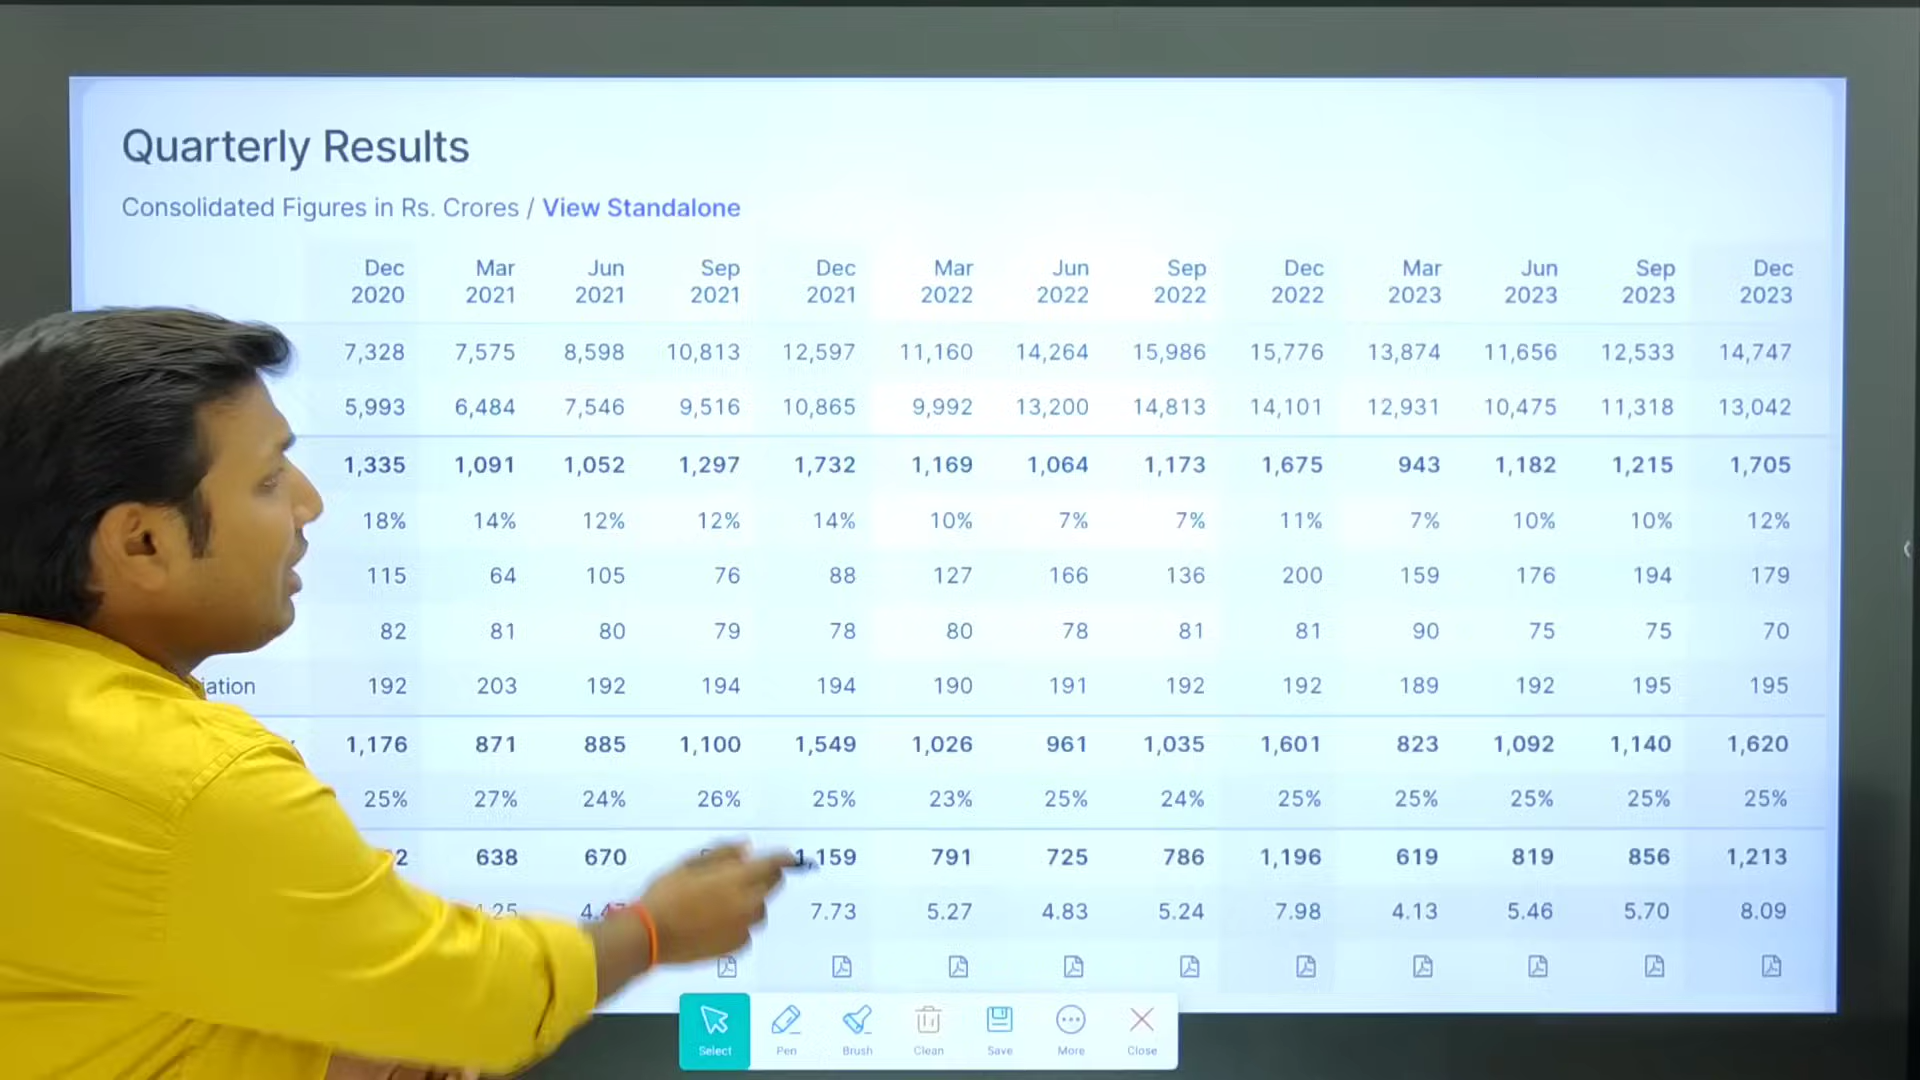 Quarterly Results
Consolidated Figures in Rs. Crores / View Standalone
Dec 2020 Mar 2021 Jun 2021 Sep 2021 Dec 2021 Mar 2022 Jun 2022 Sep 2022 Dec 2022 Mar 2023 Jun 2023 Sep 2023 Dec 2023
7,328 7,575 8,598 10,813 12,597 11,160 14,264 15,986 15,776 13,874 11,656 12,533 14,747
5,993 6,484 7,546 9,516 10,865 9,992 13,200 14,813 14,101 12,931 10,475 11,318 13,042
1,335 1,091 1,052 1,297 1,732 1,169 1,064 1,173 1,675 943 1,182 1,215 1,705
18% 14% 12% 12% 14% 10% 7% 7% 11% 7% 10% 10% 12%
115 64 105 76 88 127 166 136 200 159 176 194 179
82 81 80 79 78 80 78 81 81 90 75 75 70
192 203 192 194 194 190 191 192 192 189 192 195 195
1,176 871 885 1,100 1,549 1,026 961 1,035 1,601 823 1,092 1,140 1,620
25% 27% 24% 26% 25% 23% 25% 24% 25% 25% 25% 25% 25%
638 670 1,159 791 725 786 1,196 619 819 856 1,213
7.73 5.27 4.83 5.24 7.98 4.13 5.46 5.70 8.09
Select Pen Brush Clean Save More Close